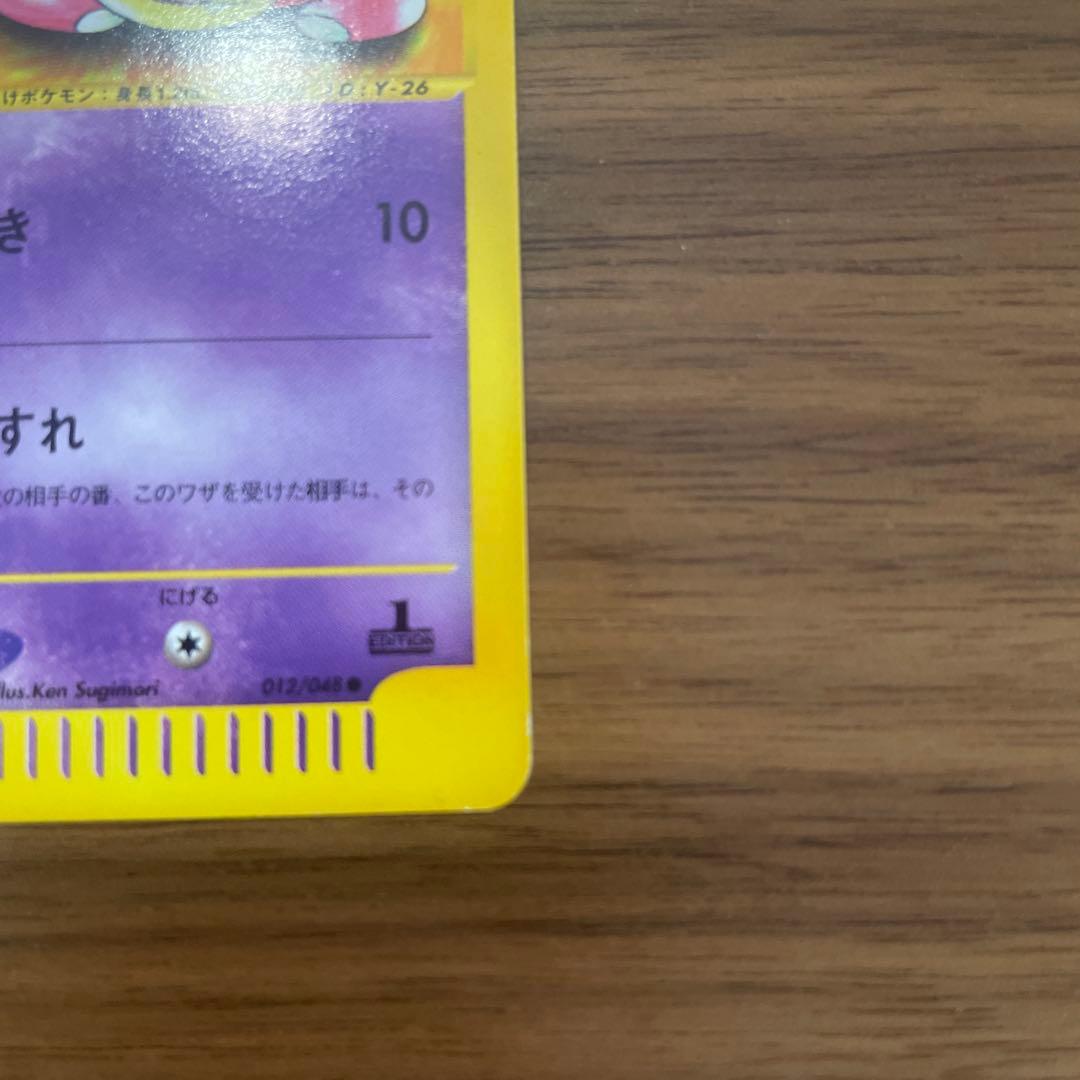 けポケモン：身長1.2m
D：Y-26
き 10
すれ
の相手の番、このワザを受けた相手は、その
にげる
1
EDITION
llus.Ken Sugimori 012/048●